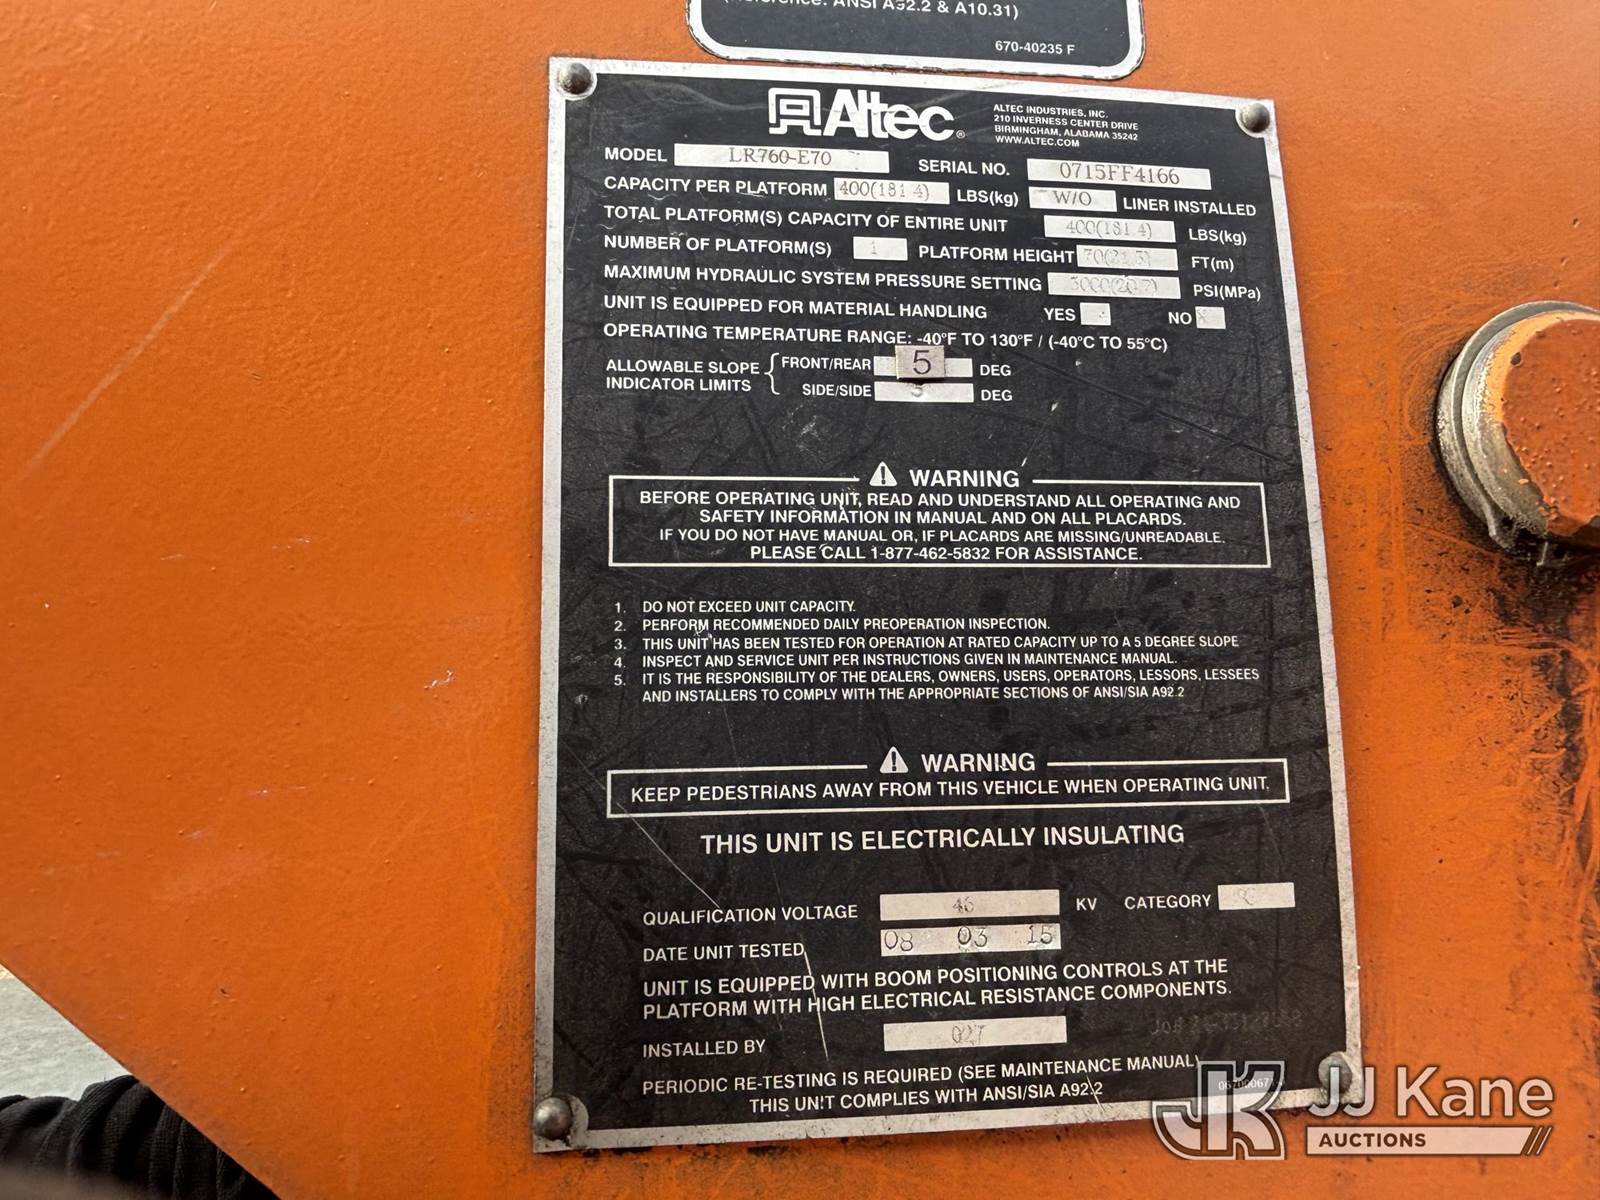 (Reference: ANSI A92.2 & A10.31)
670-40235 F
Altec®
ALTEC INDUSTRIES, INC.
210 INVERNESS CENTER DRIVE
BIRMINGHAM, ALABAMA 35242
WWW.ALTEC.COM
MODEL LR760-E70 SERIAL NO. 0715FF4166
CAPACITY PER PLATFORM 400(181.4) LBS(kg) W/O LINER INSTALLED
TOTAL PLATFORM(S) CAPACITY OF ENTIRE UNIT 400(181.4) LBS(kg)
NUMBER OF PLATFORM(S) 1 PLATFORM HEIGHT 70(21.3) FT(m)
MAXIMUM HYDRAULIC SYSTEM PRESSURE SETTING 3000(20.7) PSI(MPa)
UNIT IS EQUIPPED FOR MATERIAL HANDLING YES NO X
OPERATING TEMPERATURE RANGE: -40°F TO 130°F / (-40°C TO 55°C)
ALLOWABLE SLOPE INDICATOR LIMITS { FRONT/REAR 5 DEG
SIDE/SIDE 5 DEG
WARNING
BEFORE OPERATING UNIT, READ AND UNDERSTAND ALL OPERATING AND
SAFETY INFORMATION IN MANUAL AND ON ALL PLACARDS.
IF YOU DO NOT HAVE MANUAL OR, IF PLACARDS ARE MISSING/UNREADABLE.
PLEASE CALL 1-877-462-5832 FOR ASSISTANCE.
1. DO NOT EXCEED UNIT CAPACITY.
2. PERFORM RECOMMENDED DAILY PREOPERATION INSPECTION.
3. THIS UNIT HAS BEEN TESTED FOR OPERATION AT RATED CAPACITY UP TO A 5 DEGREE SLOPE
4. INSPECT AND SERVICE UNIT PER INSTRUCTIONS GIVEN IN MAINTENANCE MANUAL.
5. IT IS THE RESPONSIBILITY OF THE DEALERS, OWNERS, USERS, OPERATORS, LESSORS, LESSEES
AND INSTALLERS TO COMPLY WITH THE APPROPRIATE SECTIONS OF ANSI/SIA A92.2
WARNING
KEEP PEDESTRIANS AWAY FROM THIS VEHICLE WHEN OPERATING UNIT.
THIS UNIT IS ELECTRICALLY INSULATING
QUALIFICATION VOLTAGE 46 KV CATEGORY C
DATE UNIT TESTED 08 03 15
UNIT IS EQUIPPED WITH BOOM POSITIONING CONTROLS AT THE
PLATFORM WITH HIGH ELECTRICAL RESISTANCE COMPONENTS.
INSTALLED BY 027
PERIODIC RE-TESTING IS REQUIRED (SEE MAINTENANCE MANUAL)
THIS UNIT COMPLIES WITH ANSI/SIA A92.2
JK JJ Kane
AUCTIONS